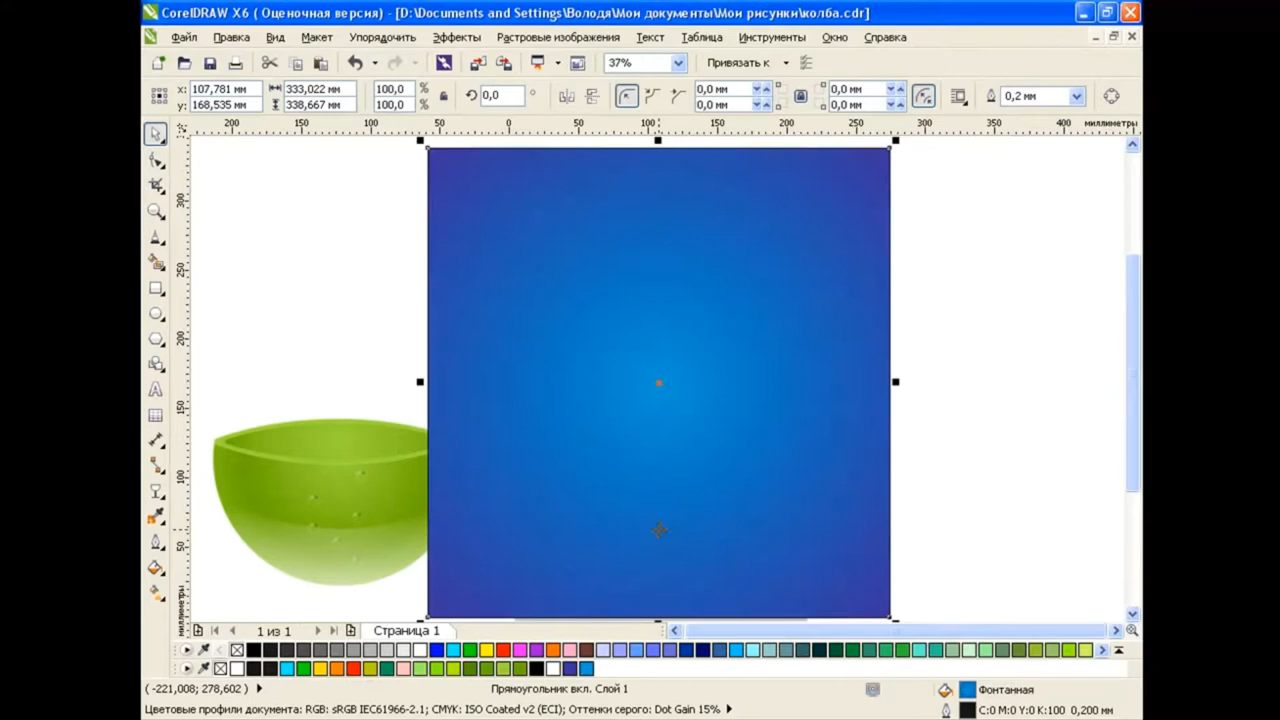 CorelDRAW X6 ( Оценочная версия) - [D:\Documents and Settings\Володя\Мои документы\Мои рисунки\колба.cdr]
Файл Правка Вид Макет Упорядочить Эффекты Растровые изображения Текст Таблица Инструменты Окно Справка
37% Привязать к
x: 107,781 мм 333,022 мм 100,0 % 0,0 ° 0,0 мм 0,0 мм 0,2 мм
y: 168,535 мм 338,667 мм 100,0 % 0,0 мм 0,0 мм
200 150 100 50 0 50 100 150 200 250 300 350 400 миллиметры
300
250
200
150
100
50
миллиметры
1 из 1 Страница 1
( -221,008; 278,602 ) Прямоугольник вкл. Слой 1 Фонтанная
Цветовые профили документа: RGB: sRGB IEC61966-2.1; CMYK: ISO Coated v2 (ECI); Оттенки серого: Dot Gain 15% C:0 M:0 Y:0 K:100 0,200 мм